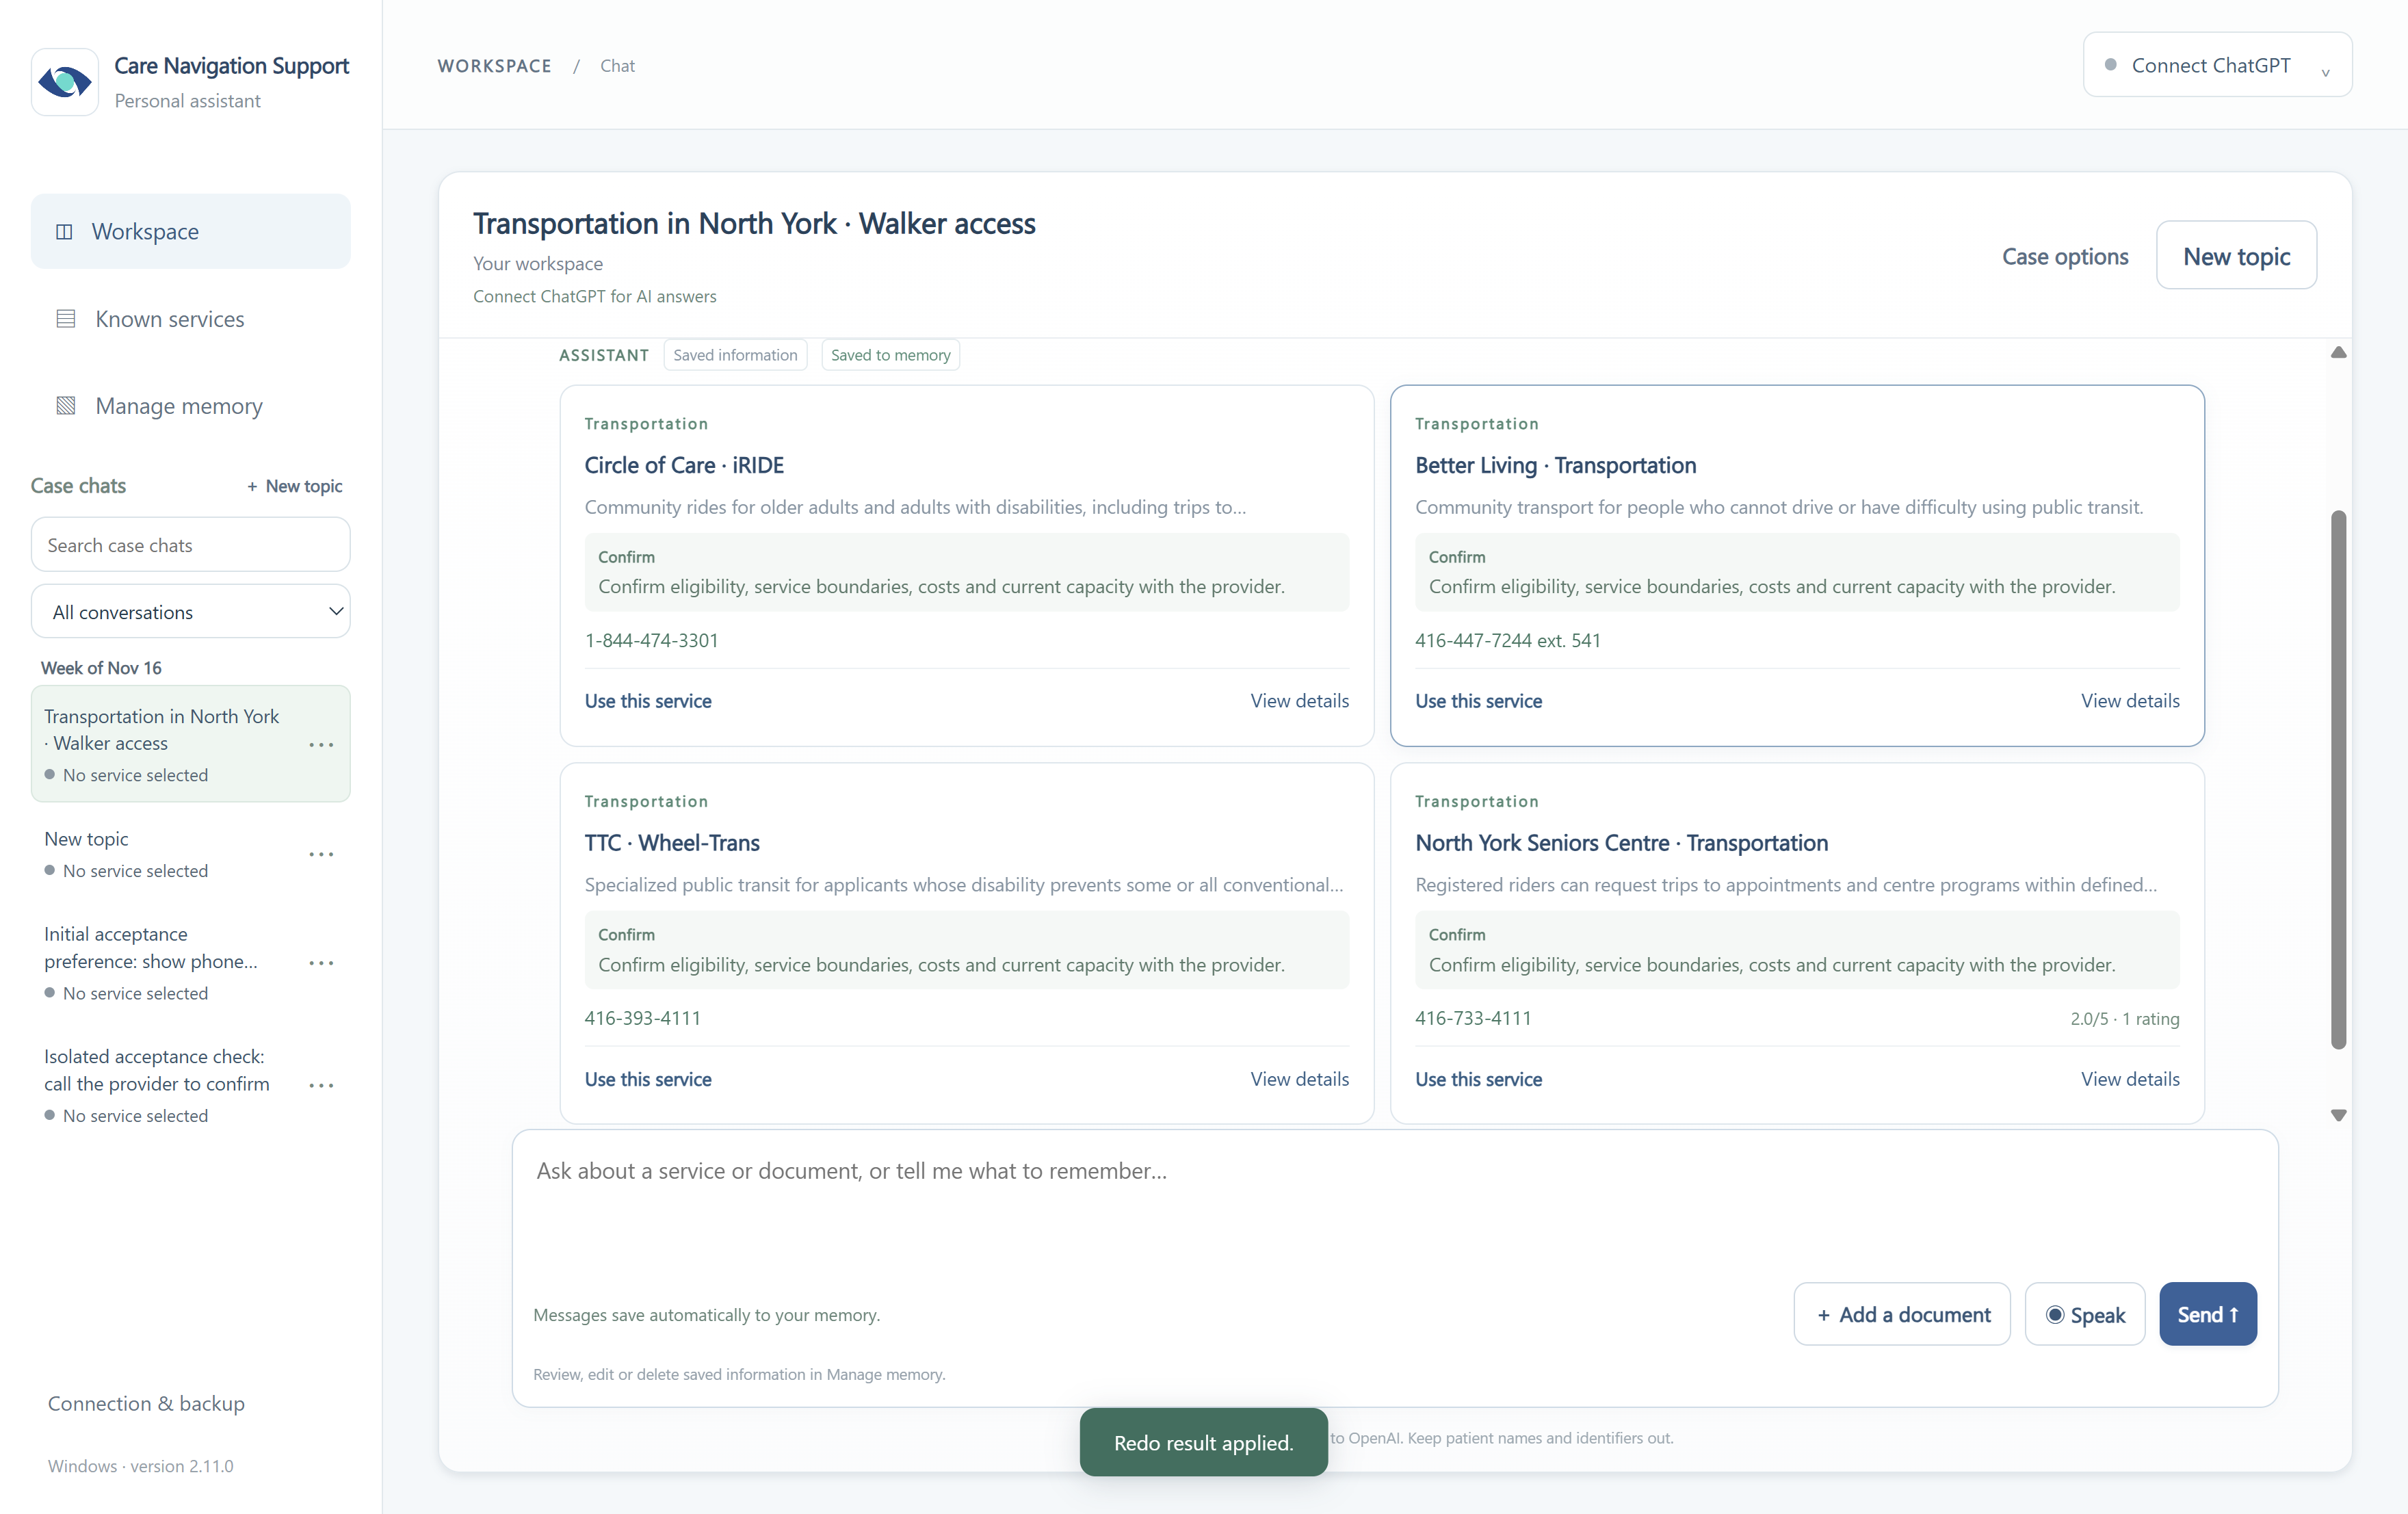 Care Navigation Support
Personal assistant
Workspace
Known services
Manage memory
Case chats
+ New topic
Search case chats
All conversations
Week of Nov 16
Transportation in North York
· Walker access
No service selected
New topic
No service selected
Initial acceptance
preference: show phone...
No service selected
Isolated acceptance check:
call the provider to confirm
No service selected
Connection & backup
Windows · version 2.11.0
WORKSPACE / Chat
Connect ChatGPT
Transportation in North York · Walker access
Your workspace
Connect ChatGPT for AI answers
Case options
New topic
ASSISTANT Saved information Saved to memory
Transportation
Circle of Care · iRIDE
Community rides for older adults and adults with disabilities, including trips to...
Confirm
Confirm eligibility, service boundaries, costs and current capacity with the provider.
1-844-474-3301
Use this service View details
Transportation
Better Living · Transportation
Community transport for people who cannot drive or have difficulty using public transit.
Confirm
Confirm eligibility, service boundaries, costs and current capacity with the provider.
416-447-7244 ext. 541
Use this service View details
Transportation
TTC · Wheel-Trans
Specialized public transit for applicants whose disability prevents some or all conventional...
Confirm
Confirm eligibility, service boundaries, costs and current capacity with the provider.
416-393-4111
Use this service View details
Transportation
North York Seniors Centre · Transportation
Registered riders can request trips to appointments and centre programs within defined...
Confirm
Confirm eligibility, service boundaries, costs and current capacity with the provider.
416-733-4111 2.0/5 · 1 rating
Use this service View details
Ask about a service or document, or tell me what to remember...
Messages save automatically to your memory.
+ Add a document
Speak
Send ↑
Review, edit or delete saved information in Manage memory.
Redo result applied.
to OpenAI. Keep patient names and identifiers out.